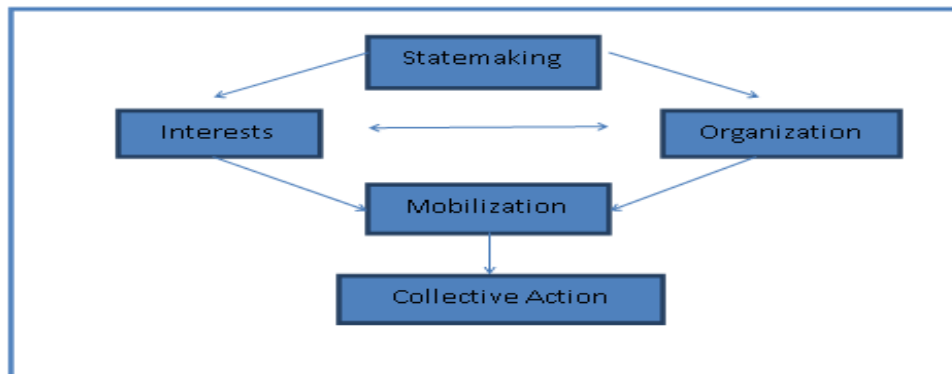 Statemaking
Interests
Organization
Mobilization
Collective Action